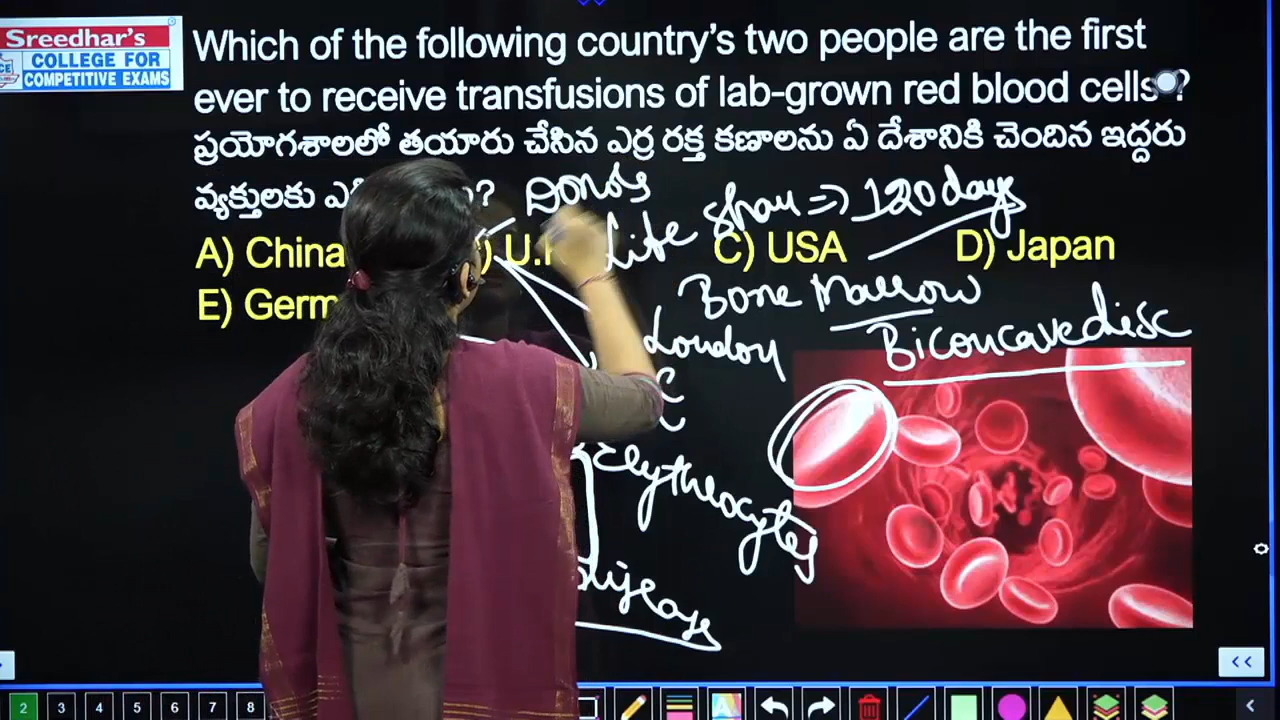 Sreedhar's
COLLEGE FOR
COMPETITIVE EXAMS
Which of the following country's two people are the first
ever to receive transfusions of lab-grown red blood cells ?
ప్రయోగశాలలో తయారు చేసిన ఎర్ర రక్త కణాలను ఏ దేశానికి చెందిన ఇద్దరు
వ్యక్తులకు
Donors
Life span => 120 days
A) China
C) USA
D) Japan
Bone Marrow
E) Germ
London
Biconcave disc
2 3 4 5 6 7 8